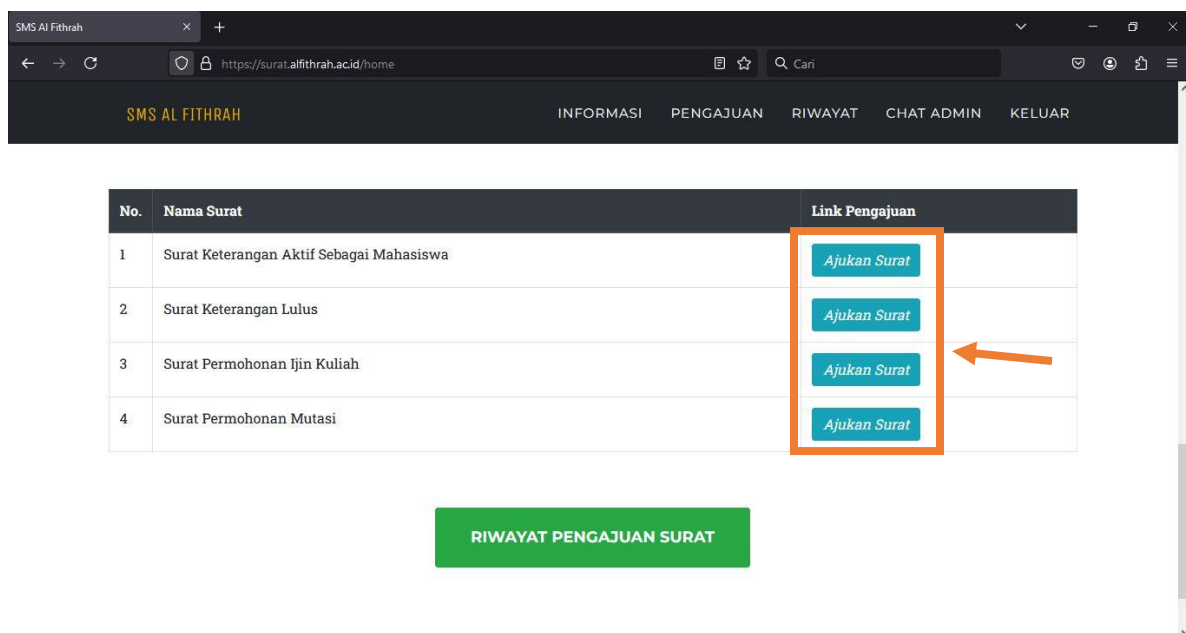 SMS Al Fithrah
https://surat.alfithrah.ac.id/home
Cari
SMS AL FITHRAH INFORMASI PENGAJUAN RIWAYAT CHAT ADMIN KELUAR
No. Nama Surat Link Pengajuan
1 Surat Keterangan Aktif Sebagai Mahasiswa Ajukan Surat
2 Surat Keterangan Lulus Ajukan Surat
3 Surat Permohonan Ijin Kuliah Ajukan Surat
4 Surat Permohonan Mutasi Ajukan Surat
RIWAYAT PENGAJUAN SURAT